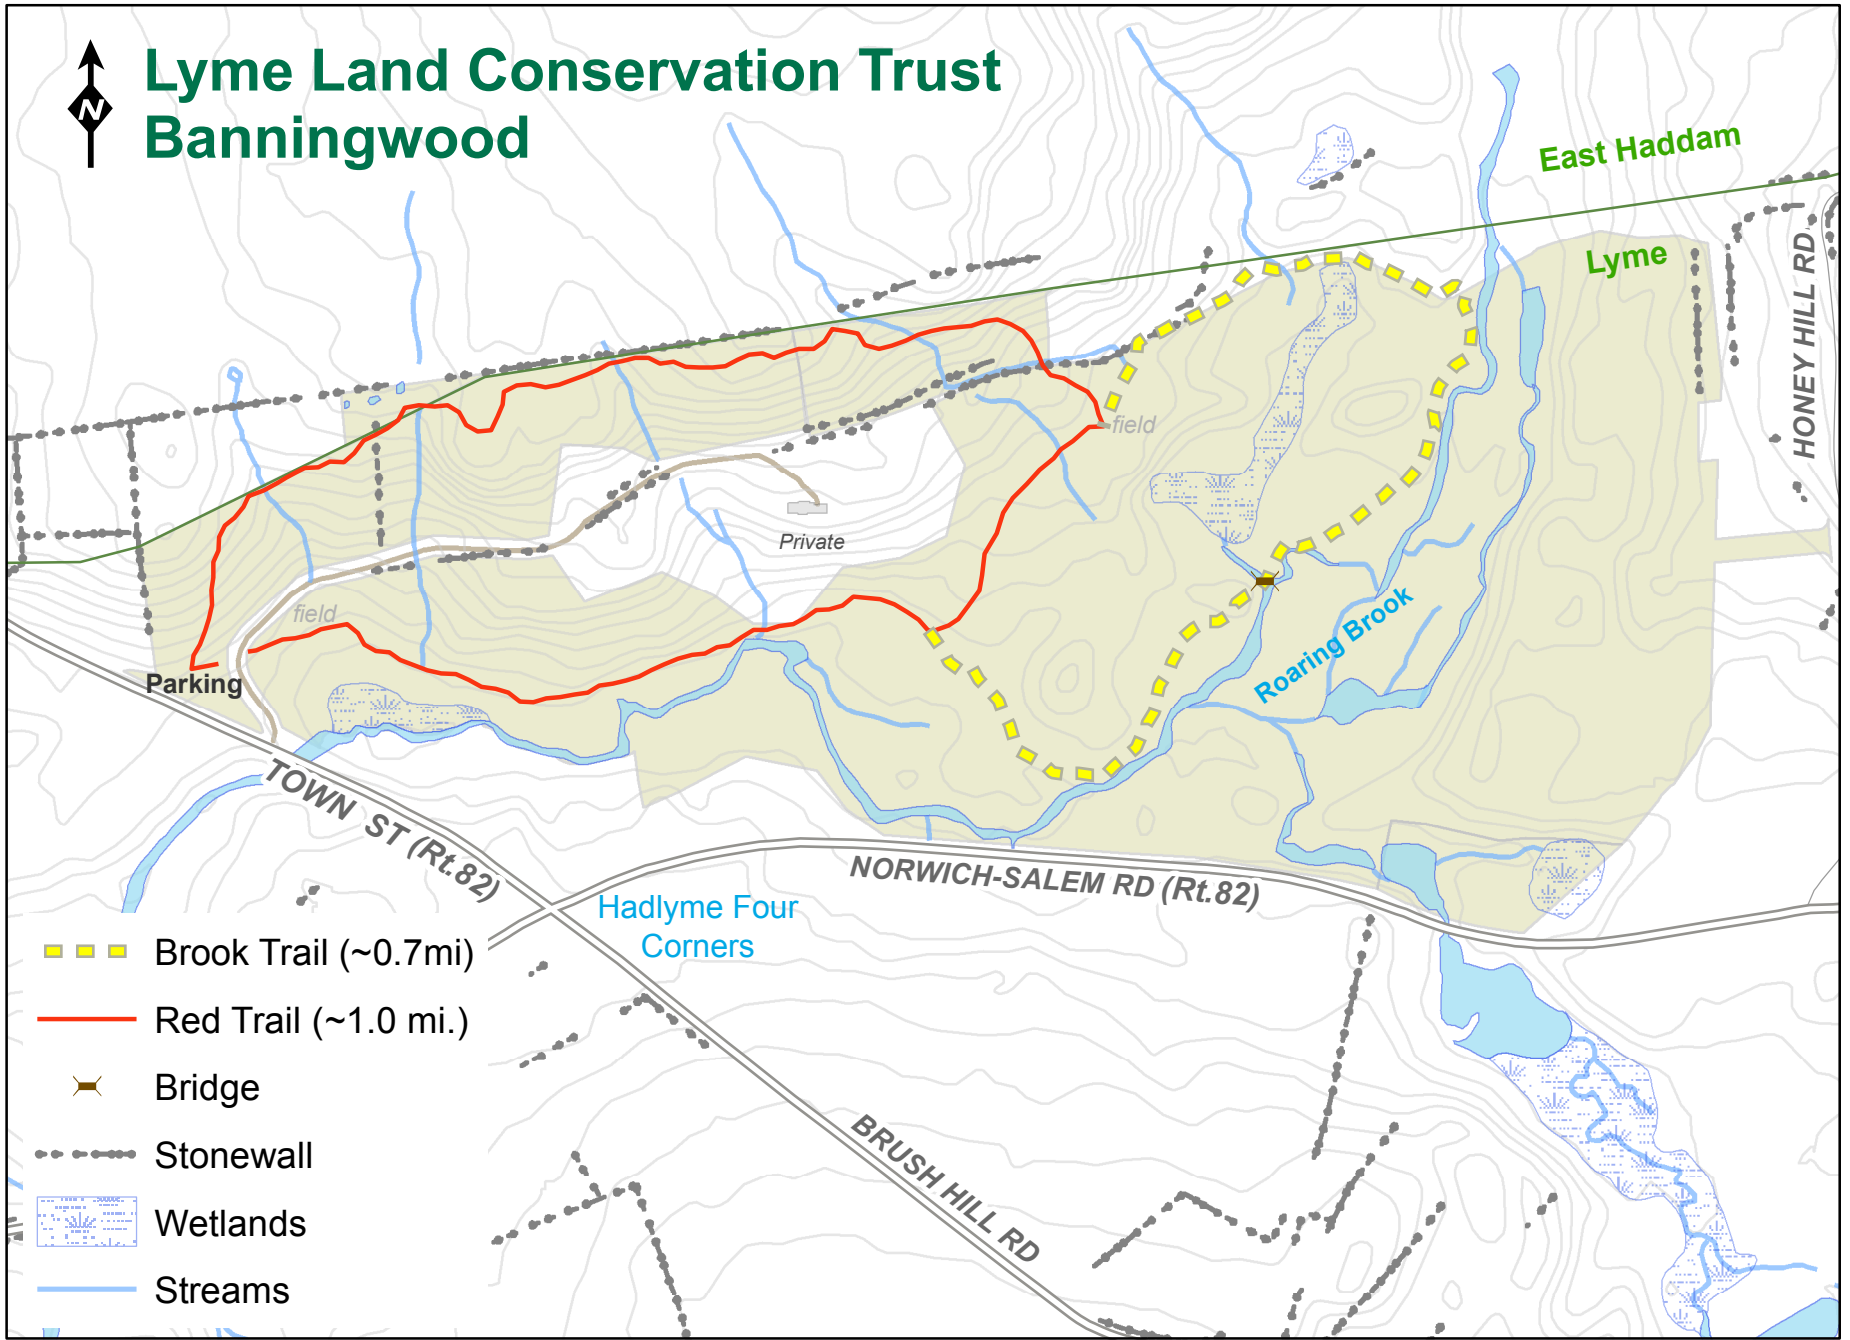 N
Lyme Land Conservation Trust
Banningwood
East Haddam
Lyme
HONEY HILL RD
field
Private
field
Parking
Roaring Brook
TOWN ST (Rt.82)
NORWICH-SALEM RD (Rt.82)
Hadlyme Four
Corners
BRUSH HILL RD
Brook Trail (~0.7mi)
Red Trail (~1.0 mi.)
Bridge
Stonewall
Wetlands
Streams